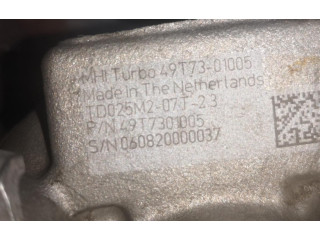 MHI Turbo 49T73-01005
Made in The Netherlands
TD025M2-07T-2.3
P/N 49T7301005
S/N 060820000037